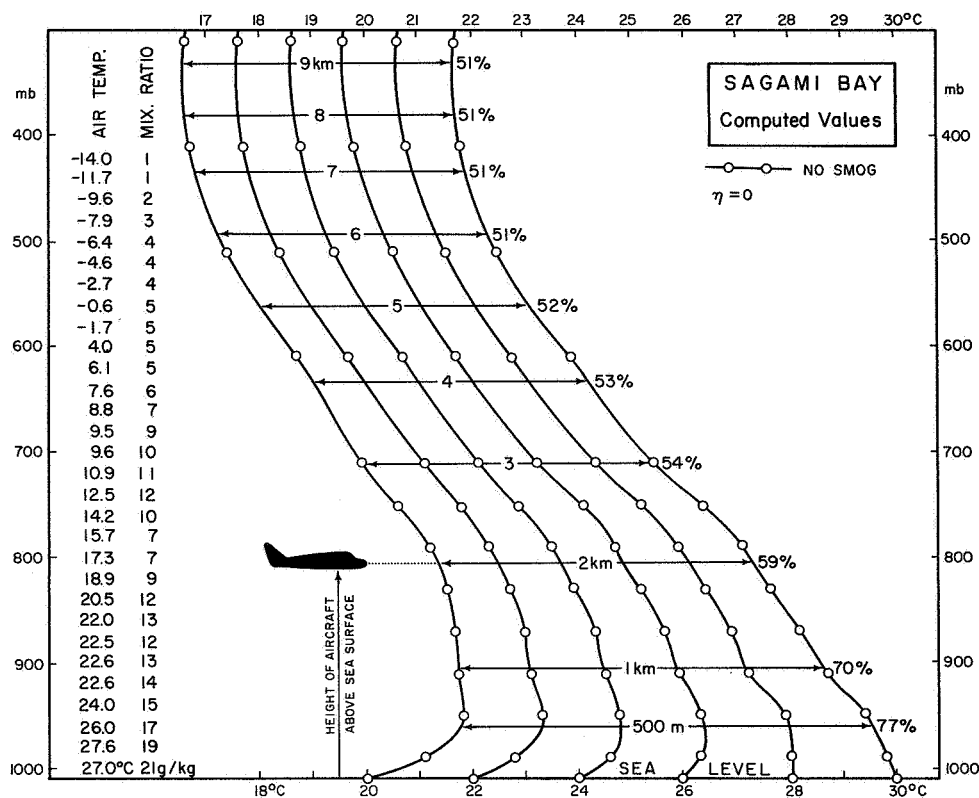 17 18 19 20 21 22 23 24 25 26 27 28 29 30°C
mb
AIR TEMP.
MIX. RATIO
400
500
600
700
800
900
1000
-14.0 1
-11.7 1
-9.6 2
-7.9 3
-6.4 4
-4.6 4
-2.7 4
-0.6 5
-1.7 5
4.0 5
6.1 5
7.6 6
8.8 7
9.5 9
9.6 10
10.9 11
12.5 12
14.2 10
15.7 7
17.3 7
18.9 9
20.5 12
22.0 13
22.5 12
22.6 13
22.6 14
24.0 15
26.0 17
27.6 19
27.0°C 21g/kg
9km 51%
8 51%
7 51%
6 51%
5 52%
4 53%
3 54%
2km 59%
1km 70%
500 m 77%
SEA LEVEL
HEIGHT OF AIRCRAFT
ABOVE SEA SURFACE
SAGAMI BAY
Computed Values
NO SMOG
η=0
mb
400
500
600
700
800
900
1000
18°C 20 22 24 26 28 30